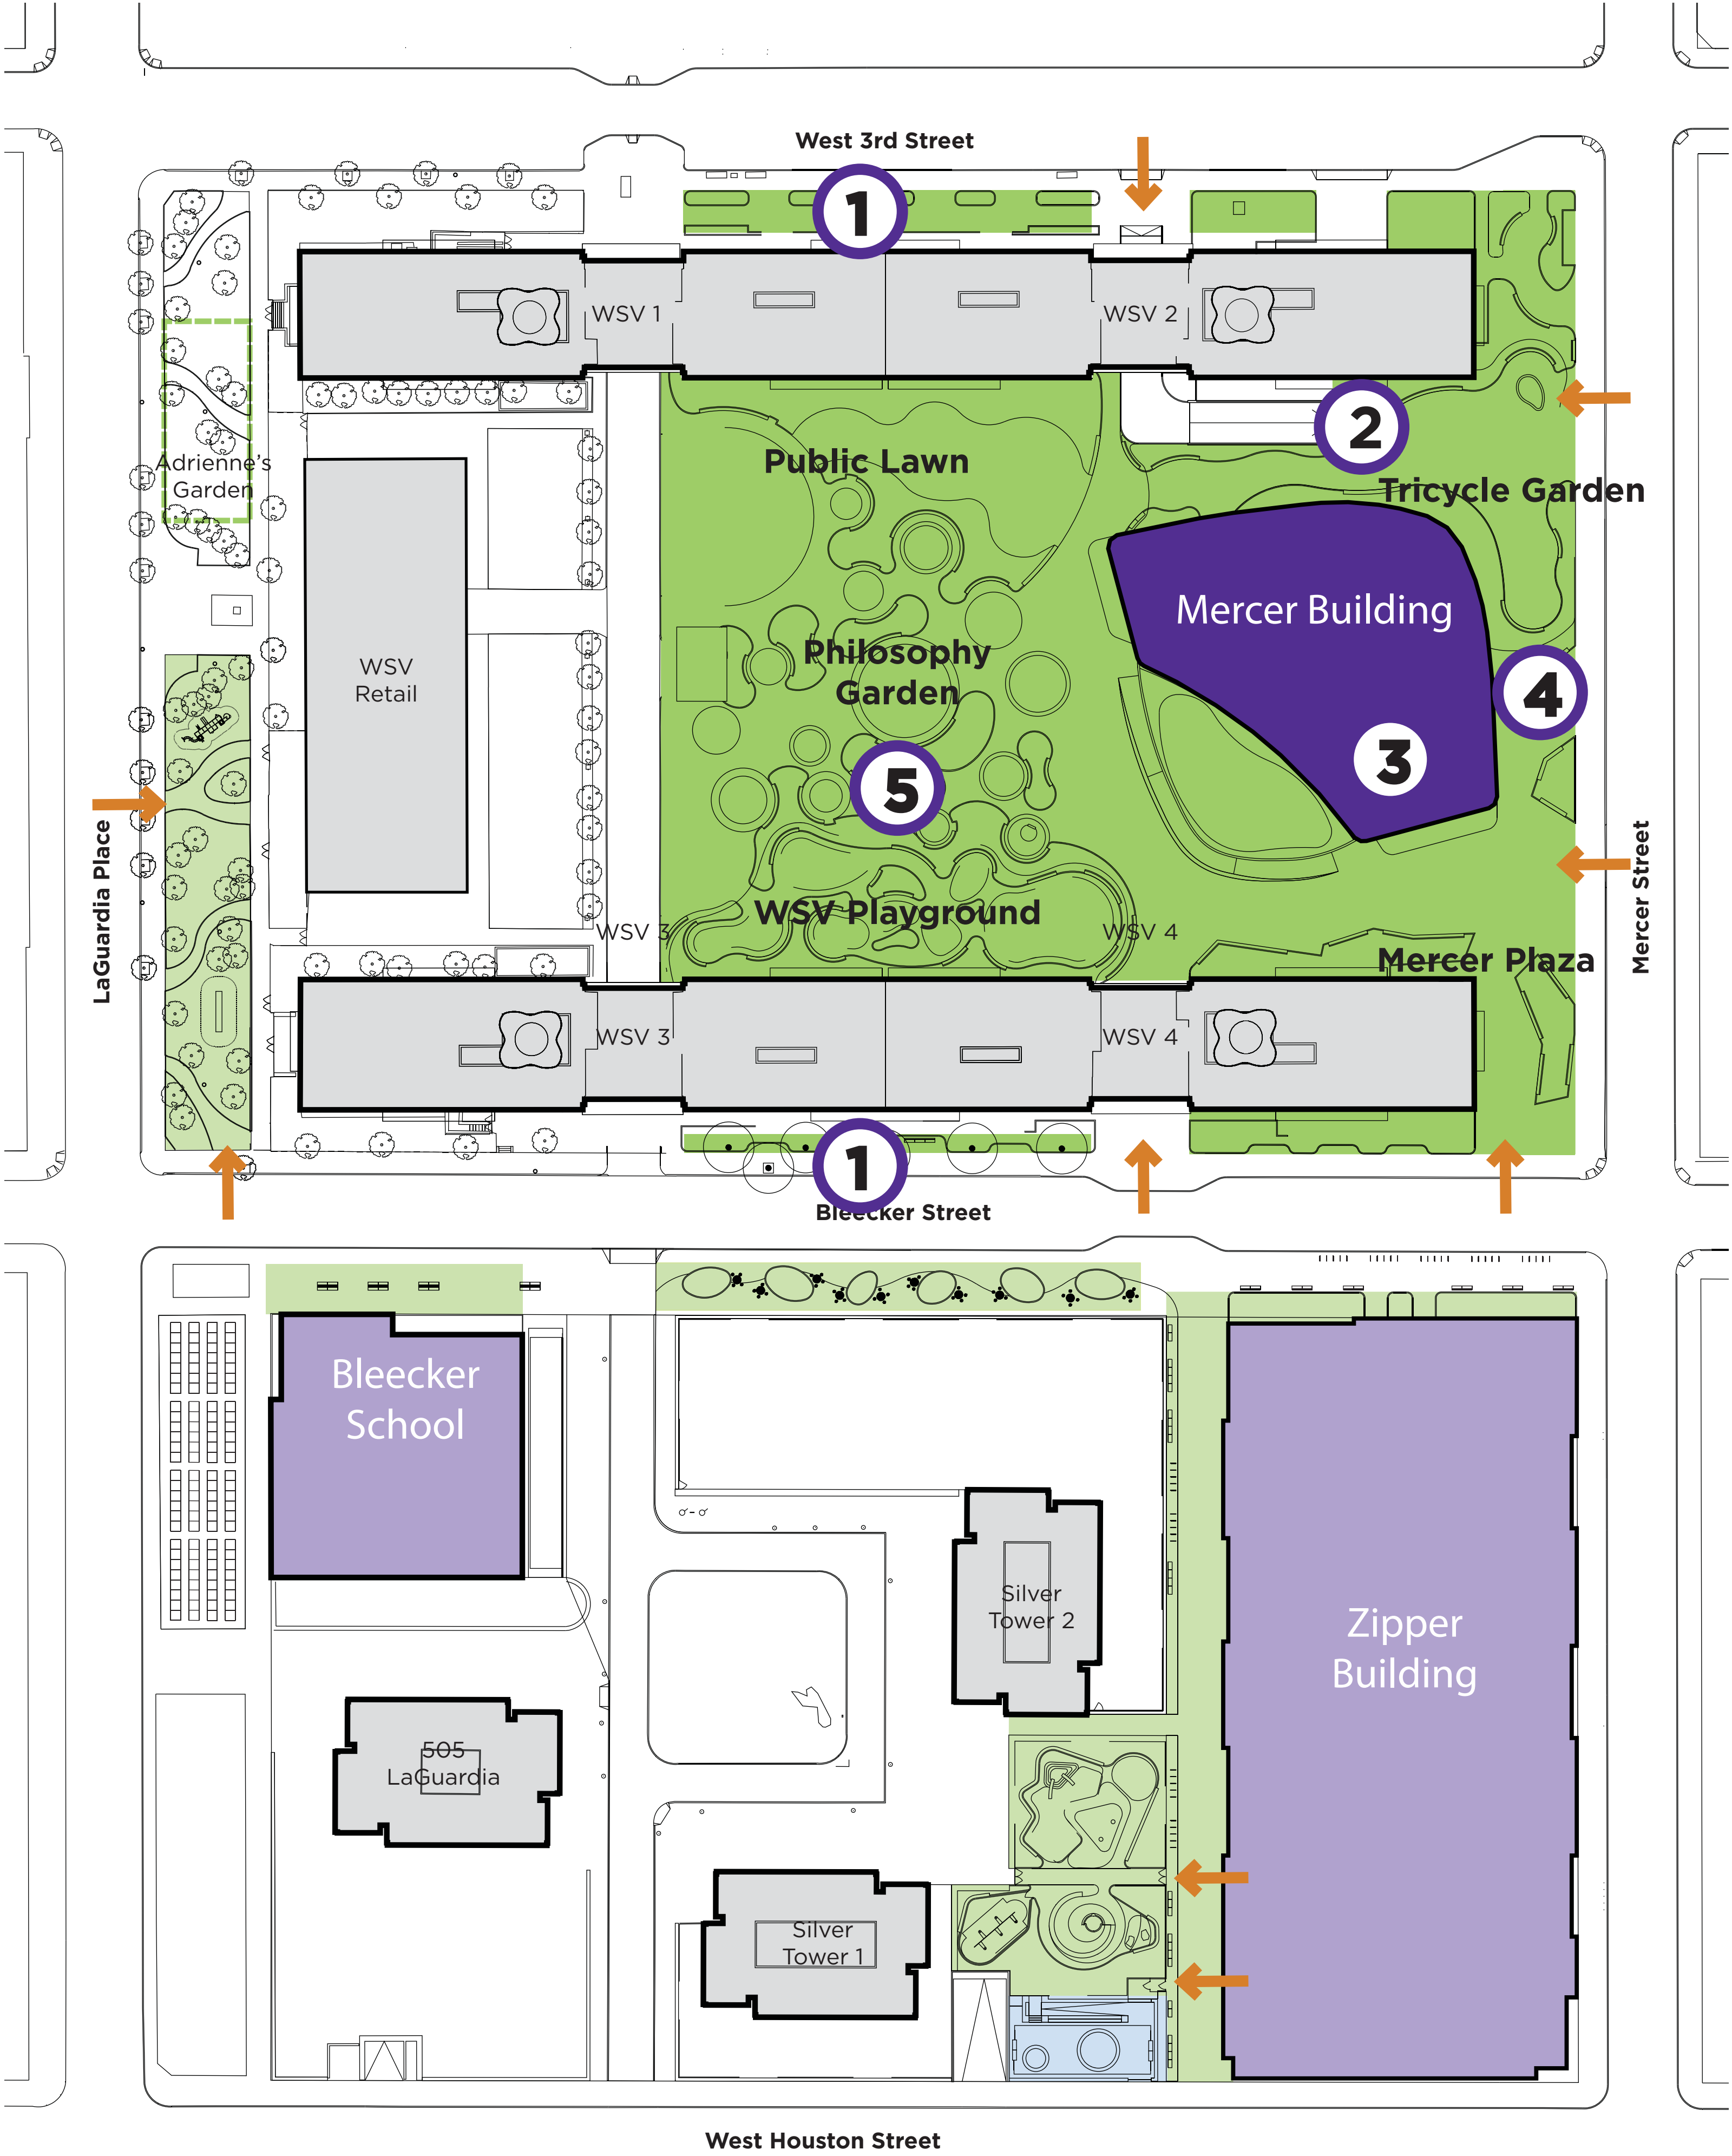 West 3rd Street
1
WSV 1
WSV 2
2
Public Lawn
Tricycle Garden
Adrienne's
Garden
Mercer Building
Philosophy
Garden
WSV
Retail
4
3
5
LaGuardia Place
Mercer Street
WSV Playground
WSV 3
WSV 4
Mercer Plaza
WSV 3
WSV 4
1
Bleecker Street
Bleecker
School
Silver
Tower 2
Zipper
Building
505
LaGuardia
Silver
Tower 1
West Houston Street